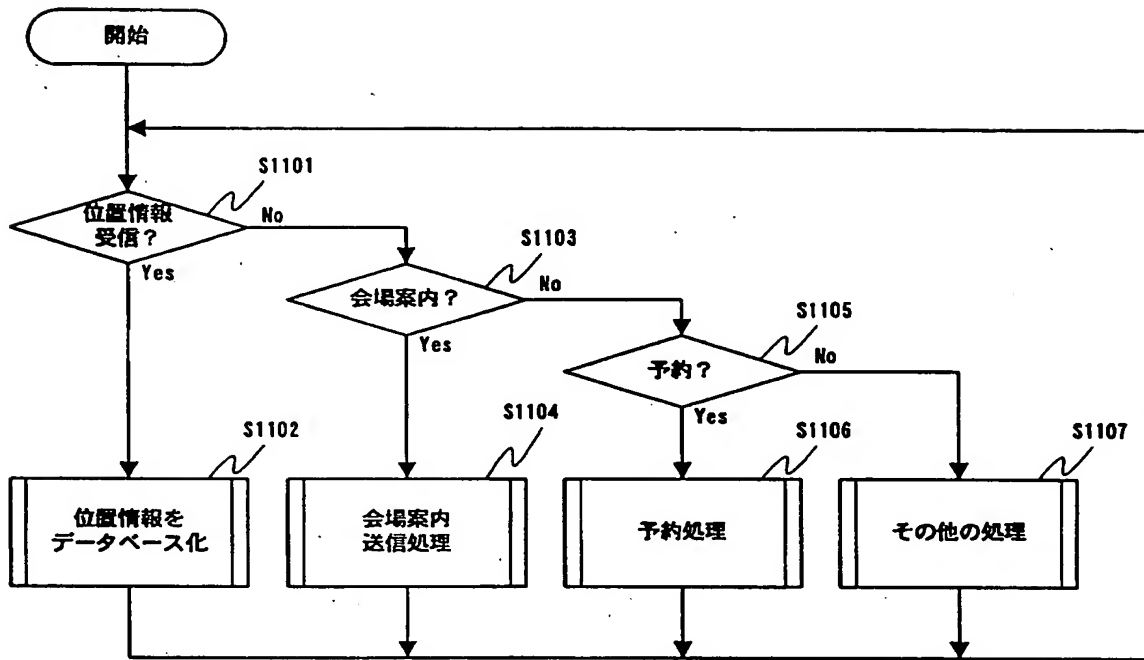 開始
S1101
位置情報
受信？
No
Yes
S1103
会場案内？
No
Yes
S1105
予約？
No
Yes
S1102
位置情報を
データベース化
S1104
会場案内
送信処理
S1106
予約処理
S1107
その他の処理